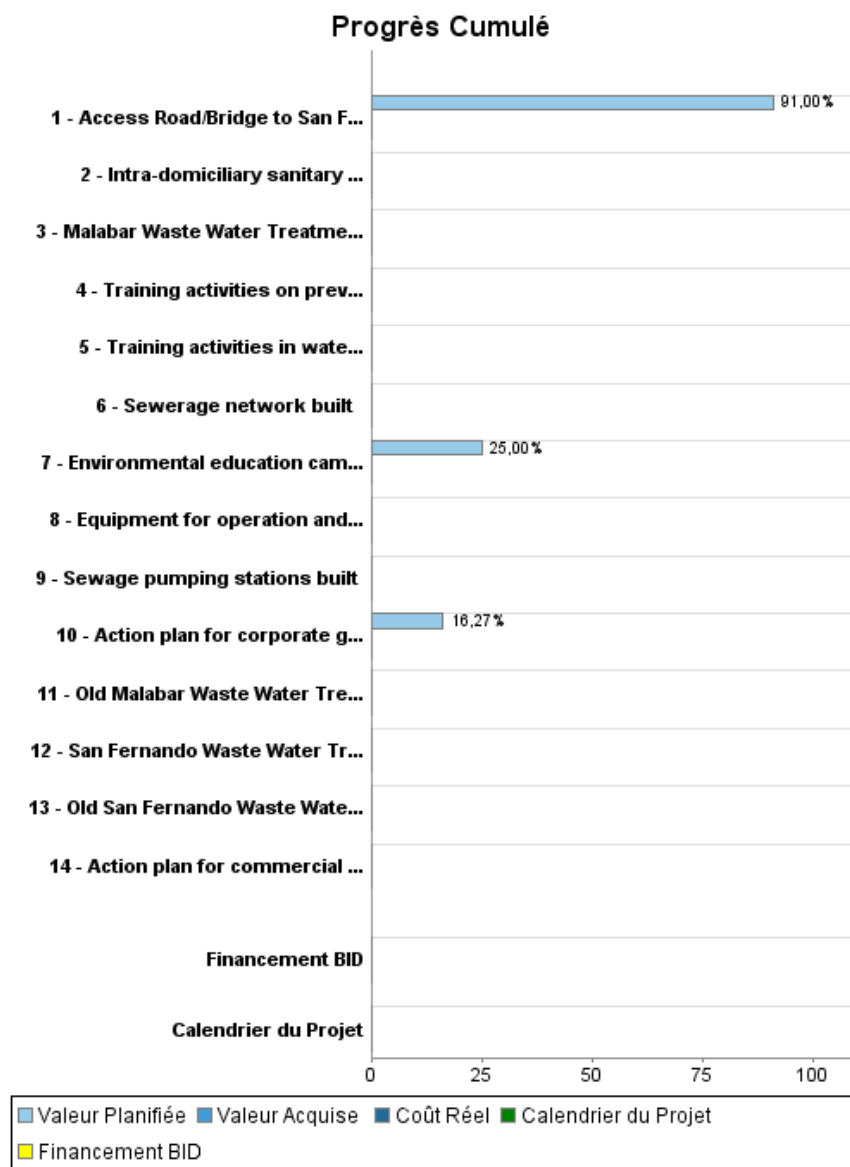 Progrès Cumulé
1 - Access Road/Bridge to San F...
91,00%
2 - Intra-domiciliary sanitary ...
3 - Malabar Waste Water Treatme...
4 - Training activities on prev...
5 - Training activities in wate...
6 - Sewerage network built
7 - Environmental education cam...
25,00%
8 - Equipment for operation and...
9 - Sewage pumping stations built
10 - Action plan for corporate g...
16,27%
11 - Old Malabar Waste Water Tre...
12 - San Fernando Waste Water Tr...
13 - Old San Fernando Waste Wate...
14 - Action plan for commercial ...
Financement BID
Calendrier du Projet
0 25 50 75 100
Valeur Planifiée Valeur Acquise Coût Réel Calendrier du Projet
Financement BID